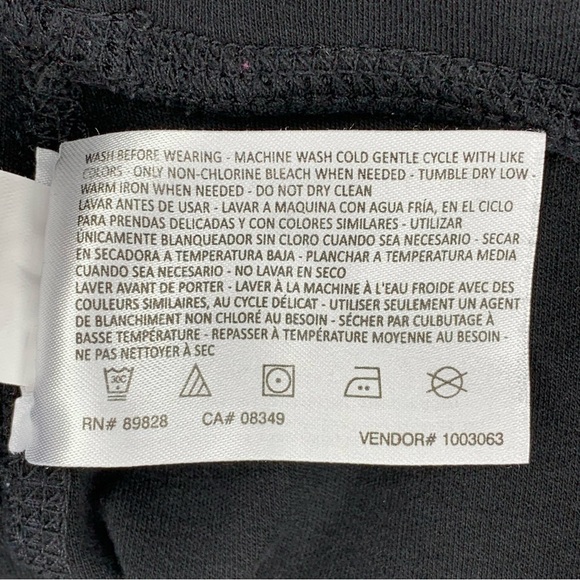 WASH BEFORE WEARING - MACHINE WASH COLD GENTLE CYCLE WITH LIKE
COLORS - ONLY NON-CHLORINE BLEACH WHEN NEEDED - TUMBLE DRY LOW -
WARM IRON WHEN NEEDED - DO NOT DRY CLEAN
LAVAR ANTES DE USAR - LAVAR A MAQUINA CON AGUA FRÍA, EN EL CICLO
PARA PRENDAS DELICADAS Y CON COLORES SIMILARES - UTILIZAR
ÚNICAMENTE BLANQUEADOR SIN CLORO CUANDO SEA NECESARIO - SECAR
EN SECADORA A TEMPERATURA BAJA - PLANCHAR A TEMPERATURA MEDIA
CUANDO SEA NECESARIO - NO LAVAR EN SECO
LAVER AVANT DE PORTER - LAVER À LA MACHINE À L'EAU FROIDE AVEC DES
COULEURS SIMILAIRES, AU CYCLE DÉLICAT - UTILISER SEULEMENT UN AGENT
DE BLANCHIMENT NON CHLORÉ AU BESOIN - SÉCHER PAR CULBUTAGE À
BASSE TEMPÉRATURE - REPASSER À TEMPÉRATURE MOYENNE AU BESOIN -
NE PAS NETTOYER À SEC
30C
RN# 89828 CA# 08349
VENDOR# 1003063